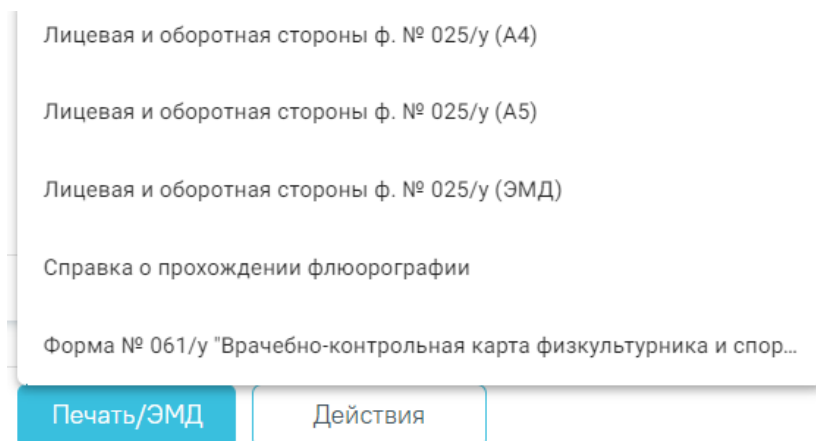 Лицевая и оборотная стороны ф. № 025/у (А4)
Лицевая и оборотная стороны ф. № 025/у (А5)
Лицевая и оборотная стороны ф. № 025/у (ЭМД)
Справка о прохождении флюорографии
Форма № 061/у "Врачебно-контрольная карта физкультурника и спор...
Печать/ЭМД Действия